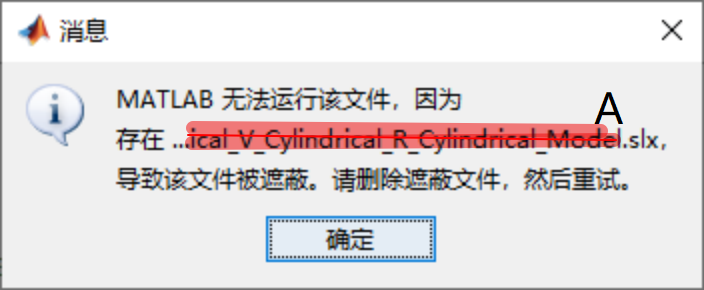 消息
A
MATLAB 无法运行该文件，因为
存在 ...ical_V_Cylindrical_R_Cylindrical_Model.slx，
导致该文件被遮蔽。请删除遮蔽文件，然后重试。
确定